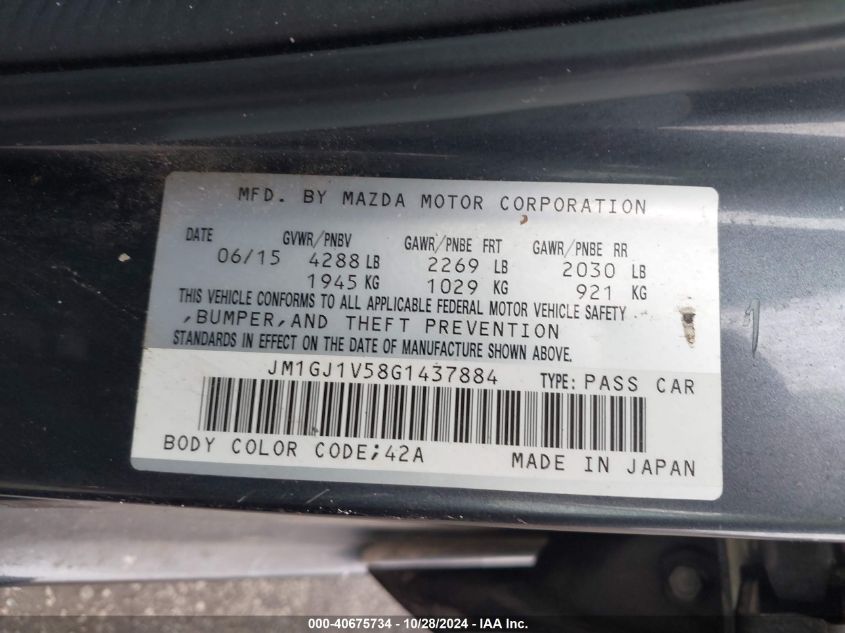 MFD. BY MAZDA MOTOR CORPORATION
DATE GVWR/PNBV GAWR/PNBE FRT GAWR/PNBE RR
06/15 4288 LB 2269 LB 2030 LB
1945 KG 1029 KG 921 KG
THIS VEHICLE CONFORMS TO ALL APPLICABLE FEDERAL MOTOR VEHICLE SAFETY
,BUMPER,AND THEFT PREVENTION
STANDARDS IN EFFECT ON THE DATE OF MANUFACTURE SHOWN ABOVE.
JM1GJ1V58G1437884 TYPE: PASS CAR
BODY COLOR CODE;42A MADE IN JAPAN
000-40675734 - 10/28/2024 - IAA Inc.